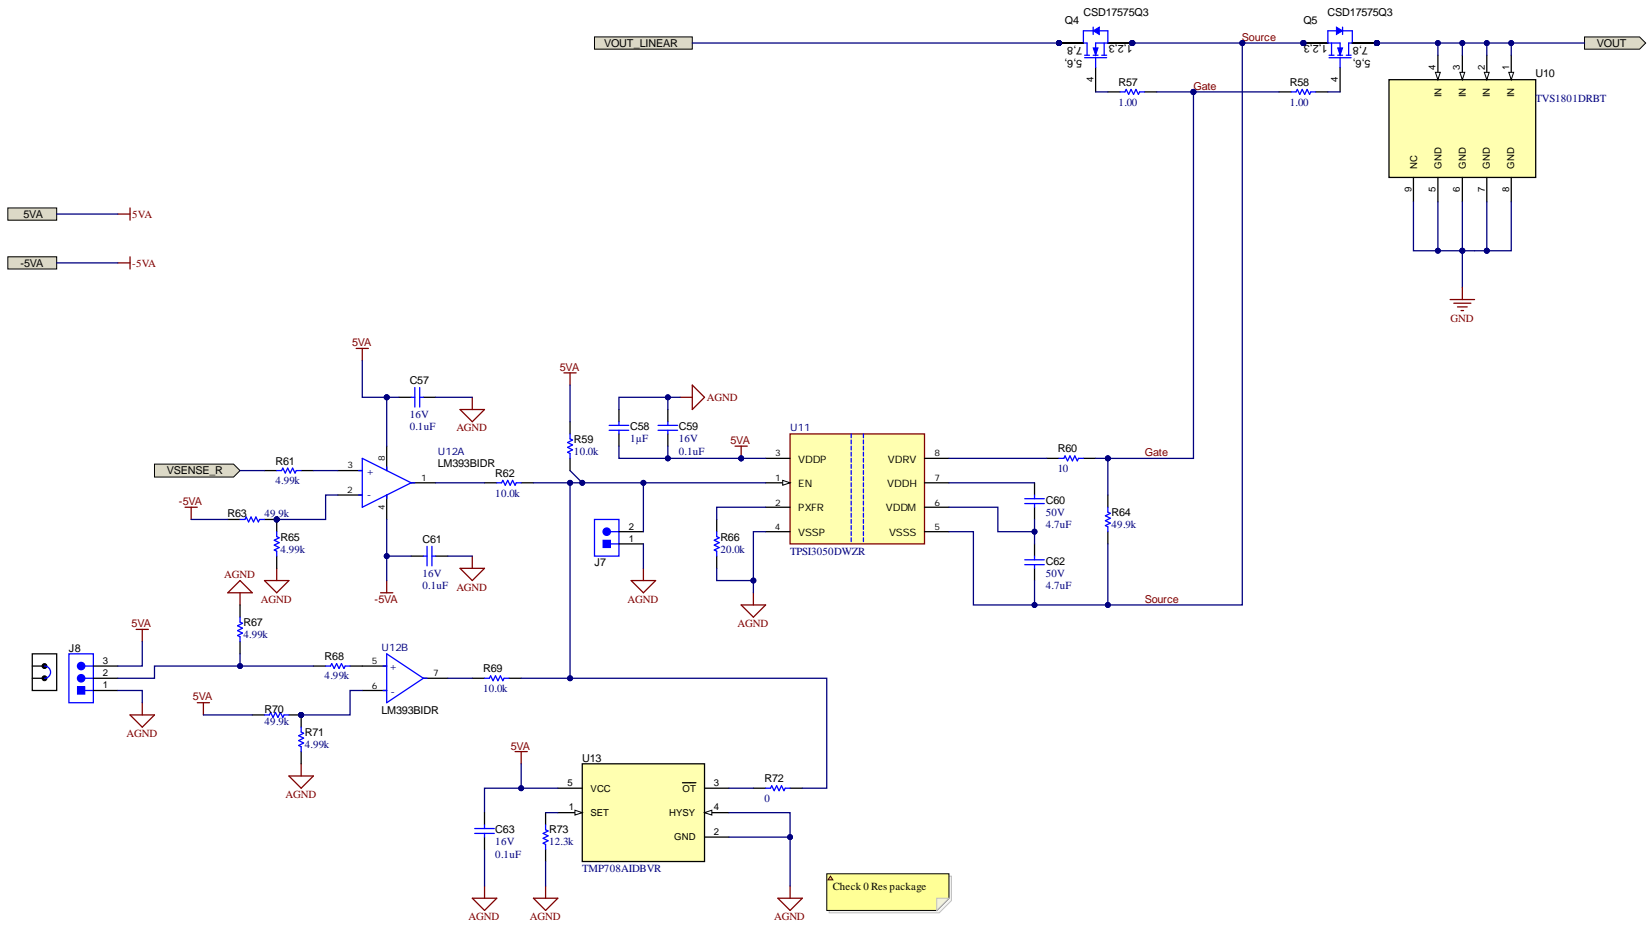 CSD17575Q3
Q4
VOUT_LINEAR
7,8
5,6,
1,2,3
4
R57
1.00
Gate
Source
CSD17575Q3
Q5
1,2,3
7,8
5,6,
4
R58
1.00
VOUT
4
3
2
1
U10
TVS1801DRBT
IN
IN
IN
IN
NC
GND
GND
GND
GND
9
5
6
7
8
GND
5VA
5VA
-5VA
-5VA
5VA
C57
16V
0.1uF
AGND
U12A
LM393BIDR
VSENSE_R
R61
4.99k
3
2
8
4
1
+
-
R62
10.0k
-5VA
R63
49.9k
R65
4.99k
AGND
C61
16V
0.1uF
AGND
-5VA
5VA
R59
10.0k
C58
1µF
C59
16V
0.1uF
AGND
5VA
J7
2
1
AGND
U11
3
VDDP
1
EN
2
PXFR
4
VSSP
VDRV
8
VDDH
7
VDDM
6
VSSS
5
TPSI3050DWZR
R66
20.0k
AGND
R60
10
Gate
C60
50V
4.7uF
C62
50V
4.7uF
R64
49.9k
Source
AGND
R67
4.99k
5VA
J8
3
2
1
AGND
R68
4.99k
U12B
5
6
7
+
-
LM393BIDR
R69
10.0k
5VA
R70
49.9k
R71
4.99k
AGND
5VA
C63
16V
0.1uF
AGND
R73
12.3k
AGND
U13
5
VCC
1
SET
OT
3
HYSY
4
GND
2
TMP708AIDBVR
R72
0
AGND
Check 0 Res package